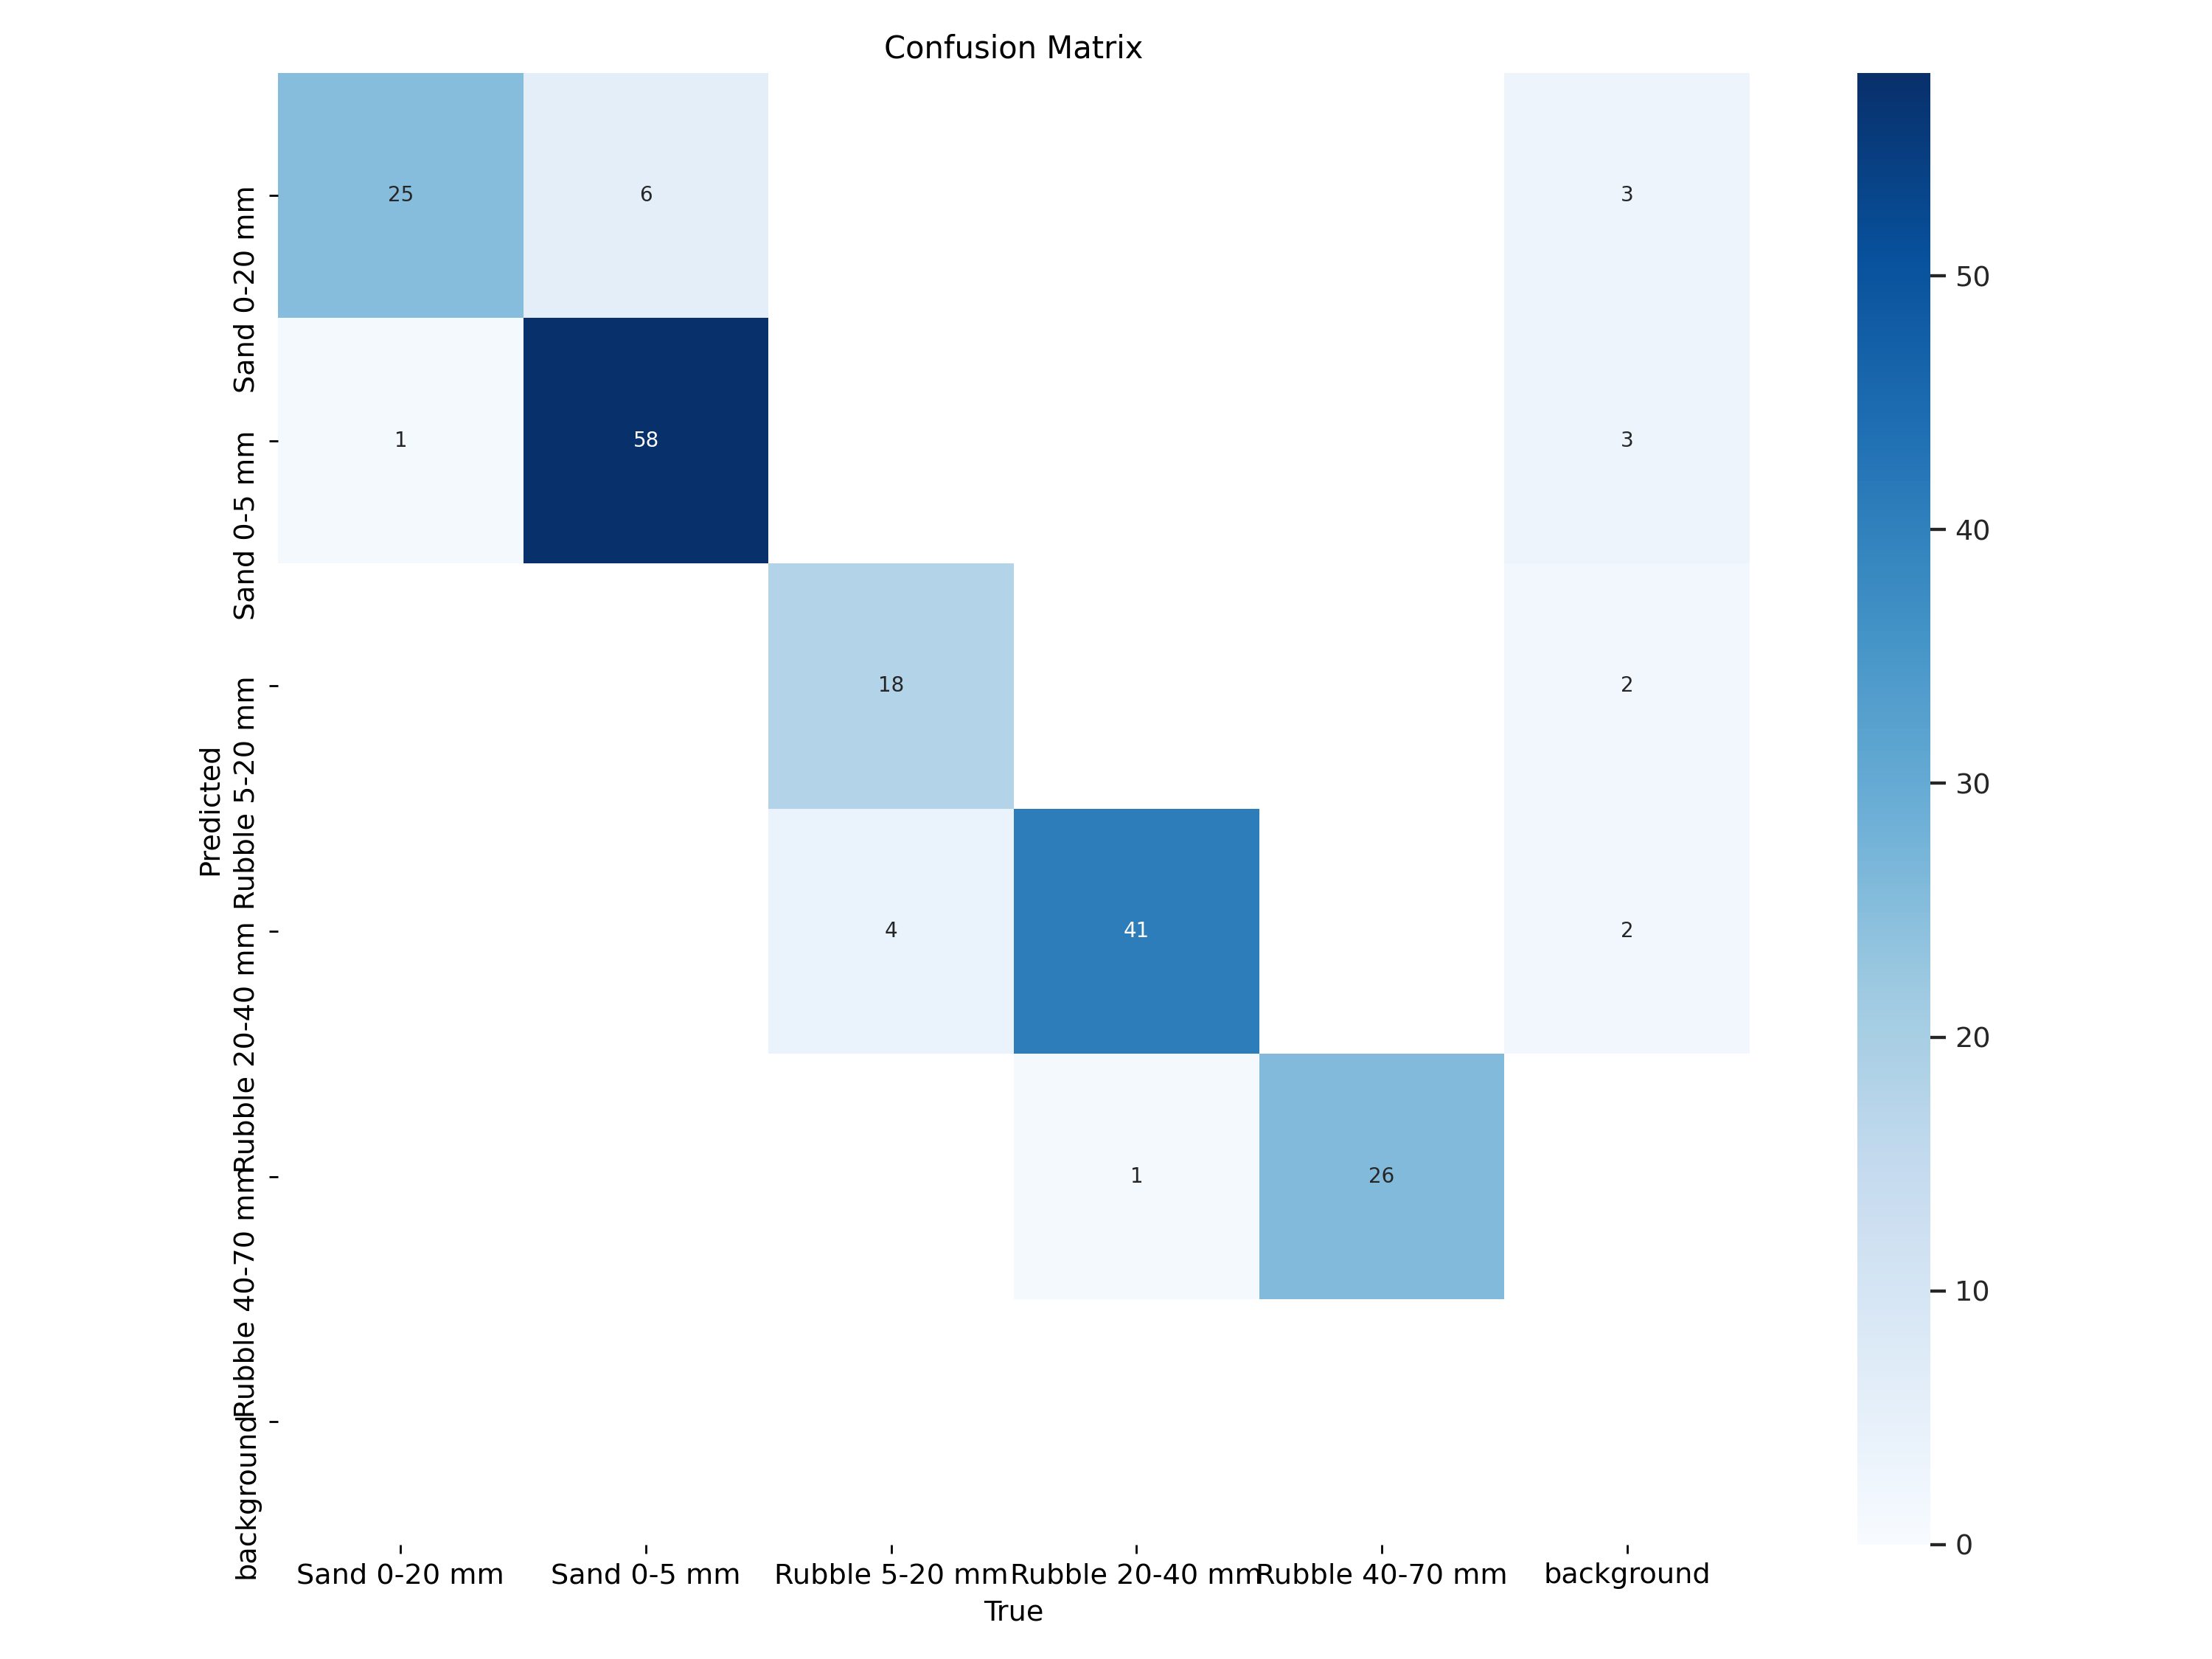 Confusion Matrix
Predicted
Sand 0-20 mm
Sand 0-5 mm
Rubble 5-20 mm
Rubble 20-40 mm
Rubble 40-70 mm
background
25 6 3
1 58 3
18 2
4 41 2
1 26
Sand 0-20 mm Sand 0-5 mm Rubble 5-20 mm Rubble 20-40 mm Rubble 40-70 mm background
True
50
40
30
20
10
0